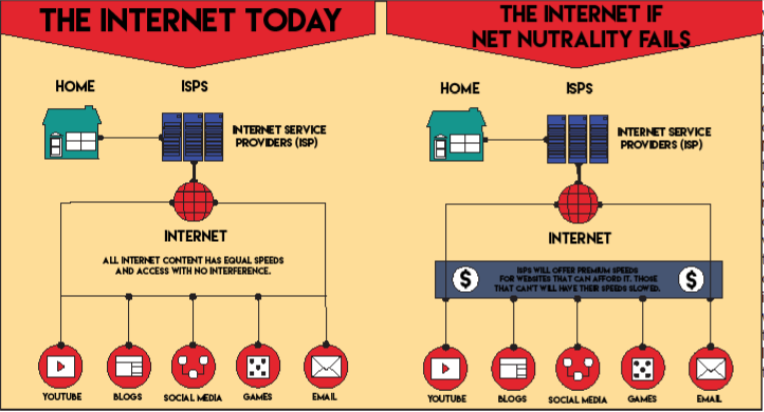 THE INTERNET TODAY
HOME
ISPS
INTERNET SERVICE
PROVIDERS (ISP)
INTERNET
ALL INTERNET CONTENT HAS EQUAL SPEEDS
AND ACCESS WITH NO INTERFERENCE.
YOUTUBE
BLOGS
SOCIAL MEDIA
GAMES
EMAIL
THE INTERNET IF
NET NUTRALITY FAILS
HOME
ISPS
INTERNET SERVICE
PROVIDERS (ISP)
INTERNET
$
ISPS WILL OFFER PREMIUM SPEEDS
FOR WEBSITES THAT CAN AFFORD IT. THOSE
THAT CAN'T WILL HAVE THEIR SPEEDS SLOWED.
$
YOUTUBE
BLOGS
SOCIAL MEDIA
GAMES
EMAIL